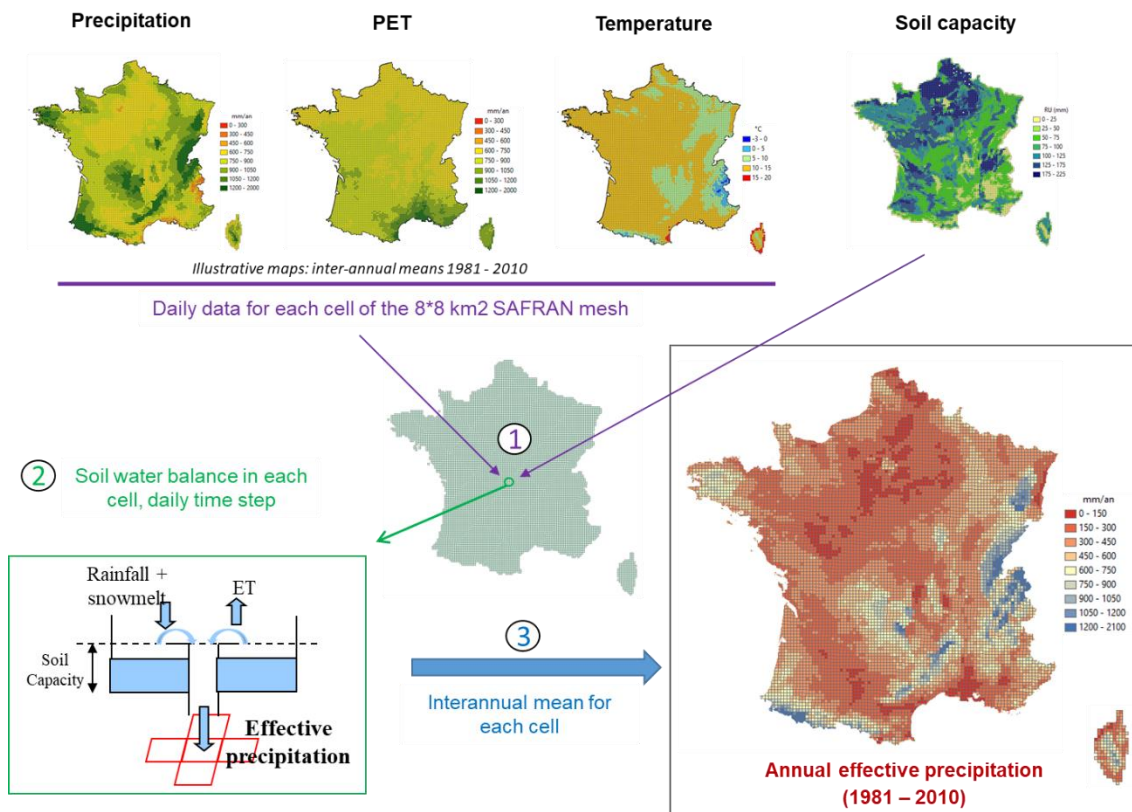 Precipitation
PET
Temperature
Soil capacity
mm/an
0 - 300
300 - 450
450 - 600
600 - 750
750 - 900
900 - 1050
1050 - 1200
1200 - 2000
mm/an
0 - 300
300 - 450
450 - 600
600 - 750
750 - 900
900 - 1050
1050 - 1200
1200 - 2000
°C
-3 - 0
0 - 5
5 - 10
10 - 15
15 - 20
RU (mm)
0 - 25
25 - 50
50 - 75
75 - 100
100 - 125
125 - 175
175 - 225
Illustrative maps: inter-annual means 1981 - 2010
Daily data for each cell of the 8*8 km2 SAFRAN mesh
1
2
Soil water balance in each
cell, daily time step
Rainfall +
snowmelt
ET
Soil
Capacity
Effective
precipitation
3
Interannual mean for
each cell
mm/an
0 - 150
150 - 300
300 - 450
450 - 600
600 - 750
750 - 900
900 - 1050
1050 - 1200
1200 - 2100
Annual effective precipitation
(1981 – 2010)